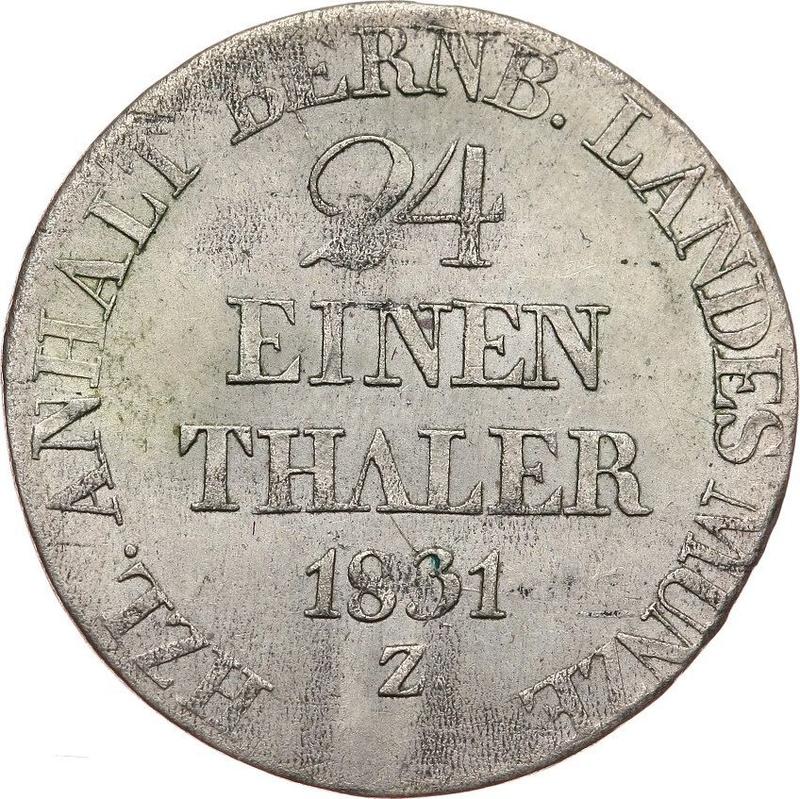 HZL. ANHALT BERNB. LANDES MUNZE
24
EINEN
THALER
1831
Z